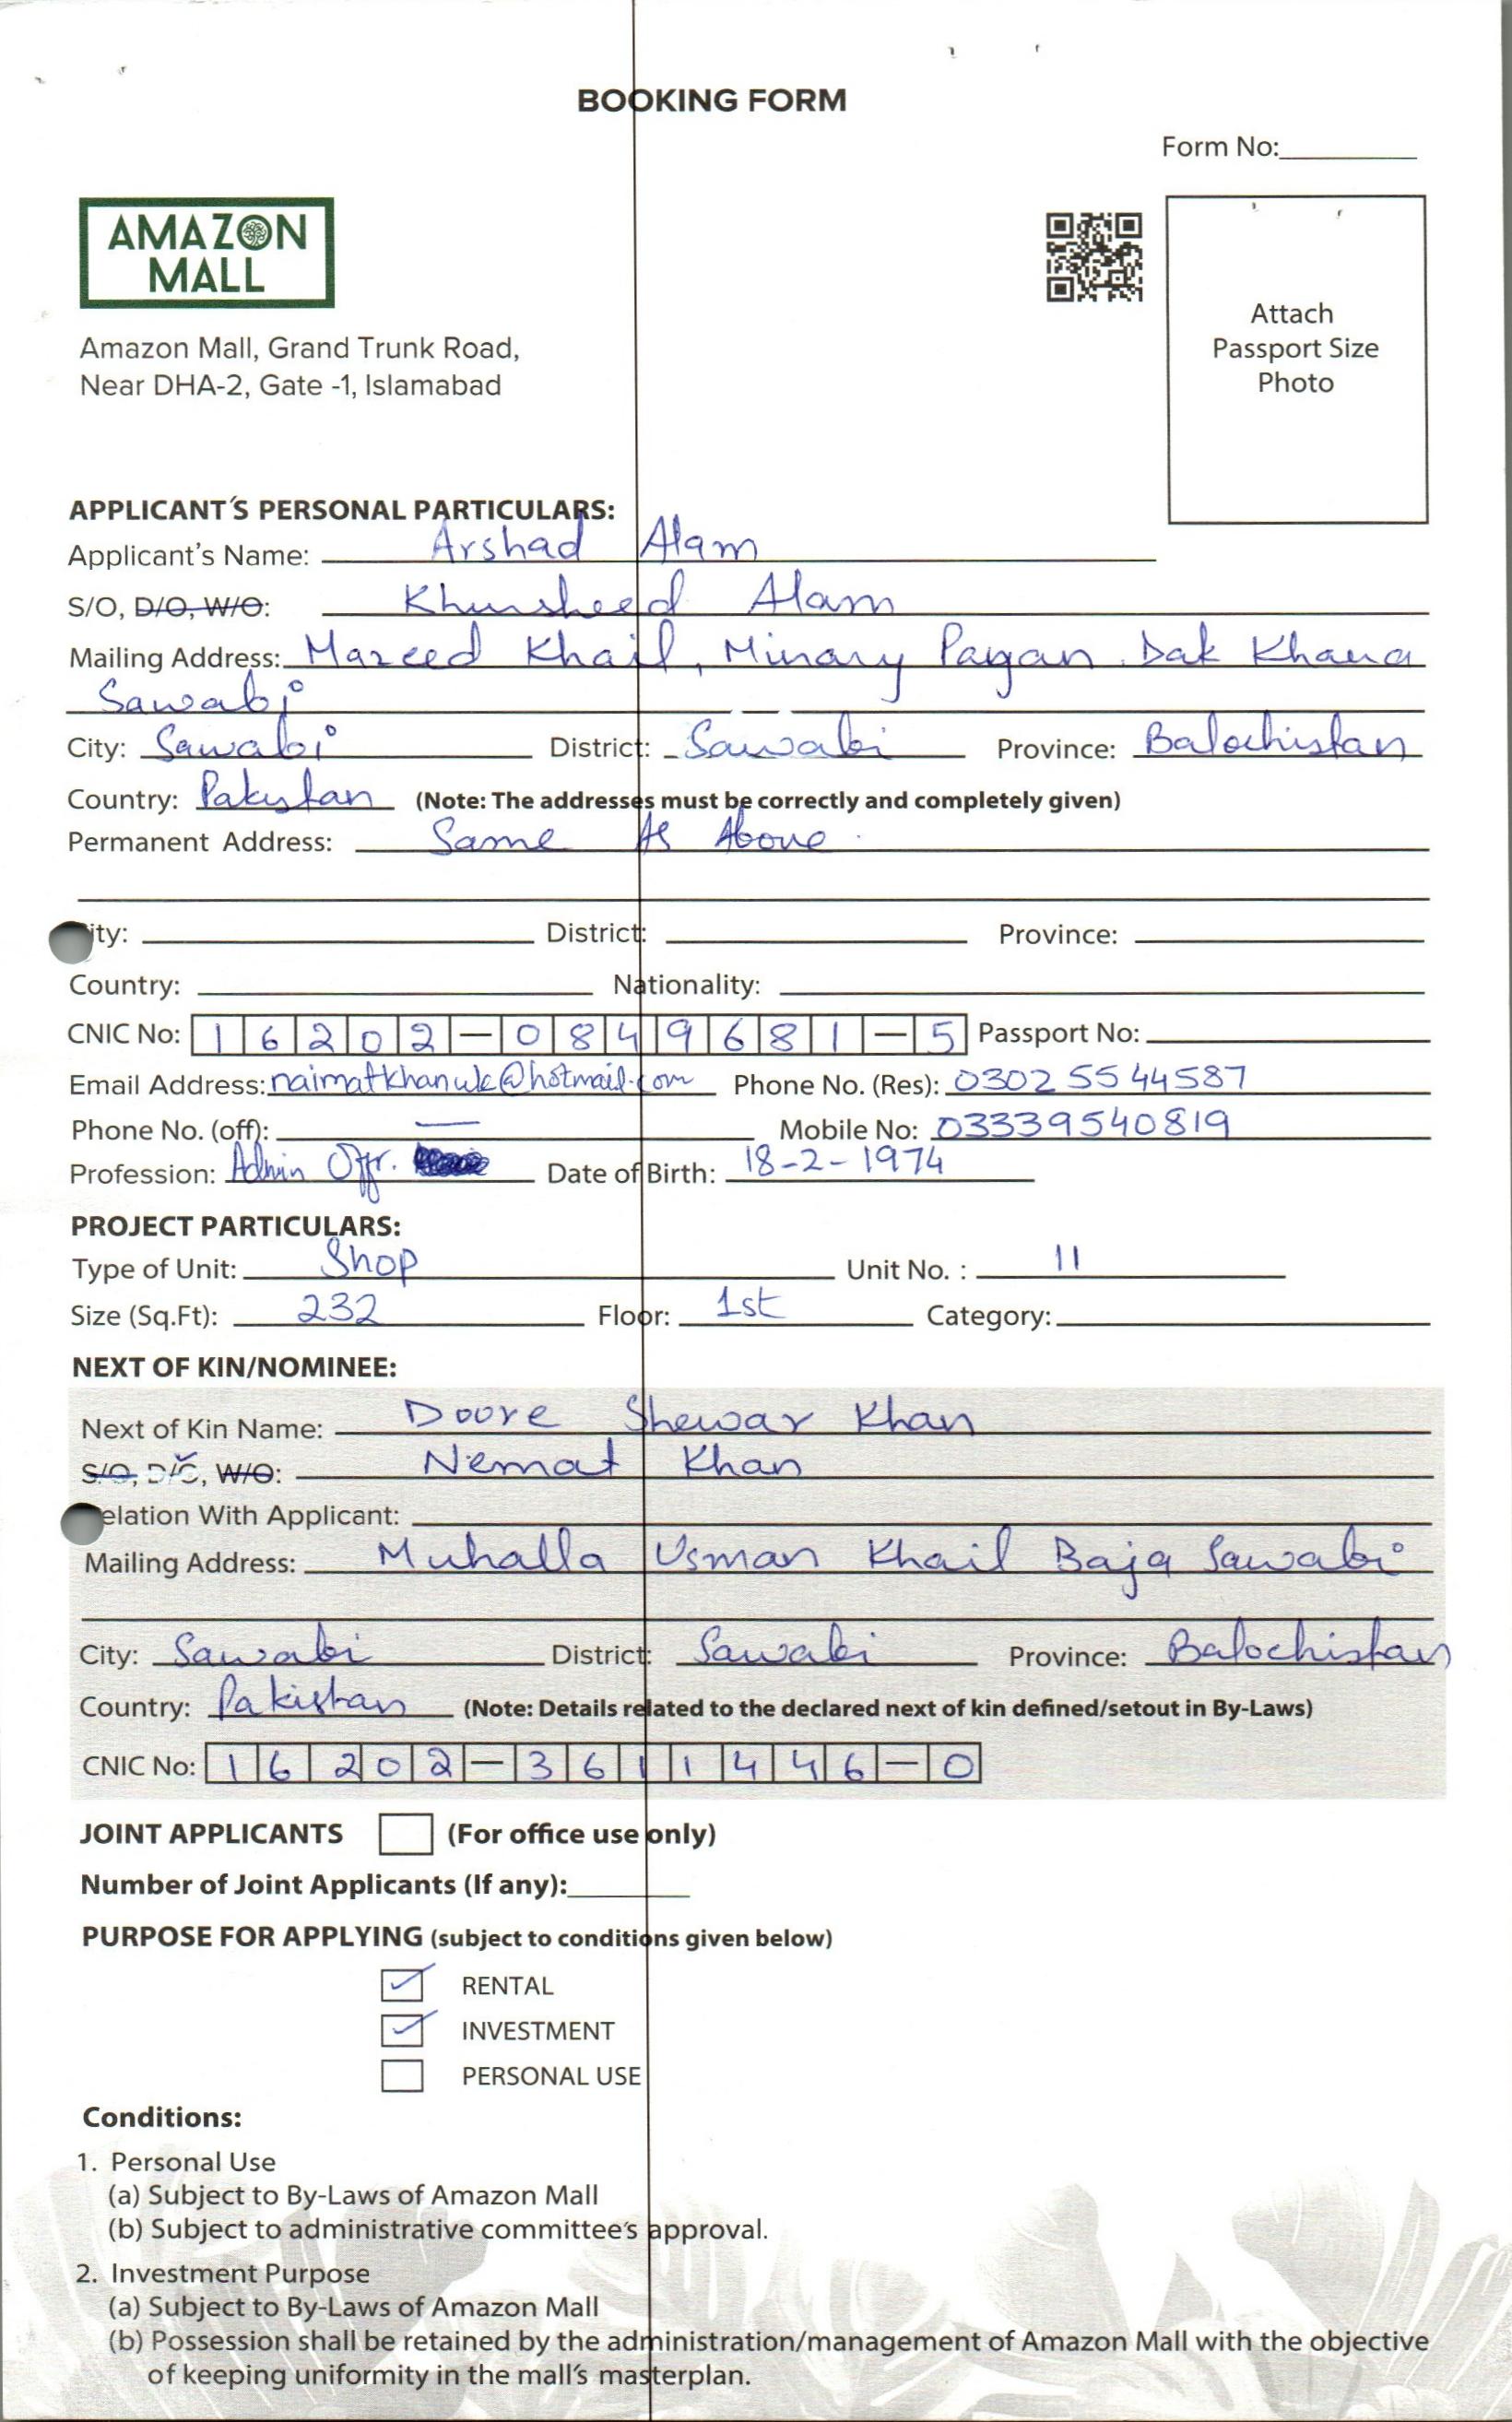 BOOKING FORM
Form No:
AMAZON
MALL
Amazon Mall, Grand Trunk Road,
Near DHA-2, Gate -1, Islamabad
Attach
Passport Size
Photo
APPLICANT'S PERSONAL PARTICULARS:
Applicant's Name: Arshad Alam
S/O, D/O, W/O: Khursheed Alam
Mailing Address: Mazeed Khail, Minary Payan Dak Khana
Sawabi
City: Sawabi District: Sawabi Province: Balochistan
Country: Pakistan (Note: The addresses must be correctly and completely given)
Permanent Address: Same As Above
City: District: Province:
Country: Nationality:
CNIC No: 16202-0849681-5 Passport No:
Email Address: naimatkhanuk@hotmail.com Phone No. (Res): 03025544587
Phone No. (off): — Mobile No: 03339540819
Profession: Admin Offr. Date of Birth: 18-2-1974
PROJECT PARTICULARS:
Type of Unit: Shop Unit No. : 11
Size (Sq.Ft): 232 Floor: 1st Category:
NEXT OF KIN/NOMINEE:
Next of Kin Name: Doore Shewar Khan
S/O, D/O, W/O: Nemat Khan
Relation With Applicant:
Mailing Address: Muhalla Usman Khail Baja Sawabi
City: Sawabi District: Sawabi Province: Balochistan
Country: Pakistan (Note: Details related to the declared next of kin defined/setout in By-Laws)
CNIC No: 16202-3611446-0
JOINT APPLICANTS (For office use only)
Number of Joint Applicants (If any):
PURPOSE FOR APPLYING (subject to conditions given below)
RENTAL
INVESTMENT
PERSONAL USE
Conditions:
1. Personal Use
(a) Subject to By-Laws of Amazon Mall
(b) Subject to administrative committee's approval.
2. Investment Purpose
(a) Subject to By-Laws of Amazon Mall
(b) Possession shall be retained by the administration/management of Amazon Mall with the objective
of keeping uniformity in the mall's masterplan.